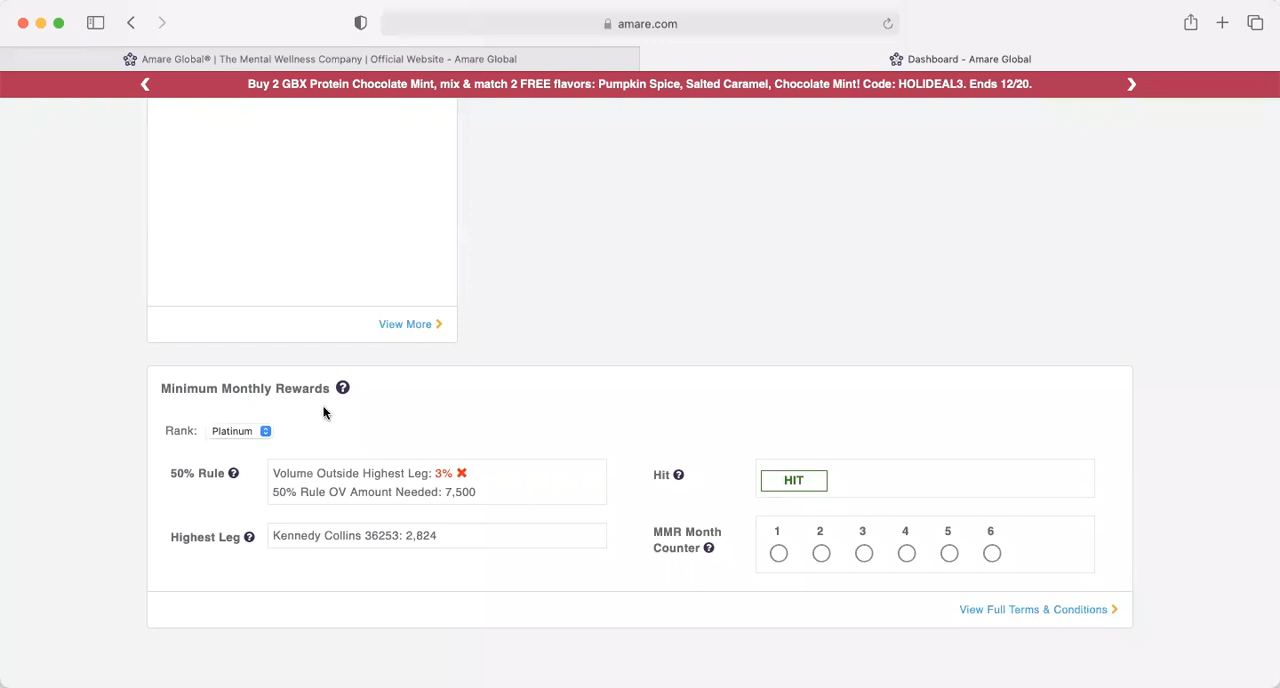 amare.com
Amare Global® | The Mental Wellness Company | Official Website - Amare Global
Dashboard - Amare Global
Buy 2 GBX Protein Chocolate Mint, mix & match 2 FREE flavors: Pumpkin Spice, Salted Caramel, Chocolate Mint! Code: HOLIDEAL3. Ends 12/20.
View More
Minimum Monthly Rewards ?
Rank: Platinum
50% Rule ?
Volume Outside Highest Leg: 3% ✖
50% Rule OV Amount Needed: 7,500
Highest Leg ?
Kennedy Collins 36253: 2,824
Hit ?
HIT
MMR Month
Counter ?
1 2 3 4 5 6
View Full Terms & Conditions